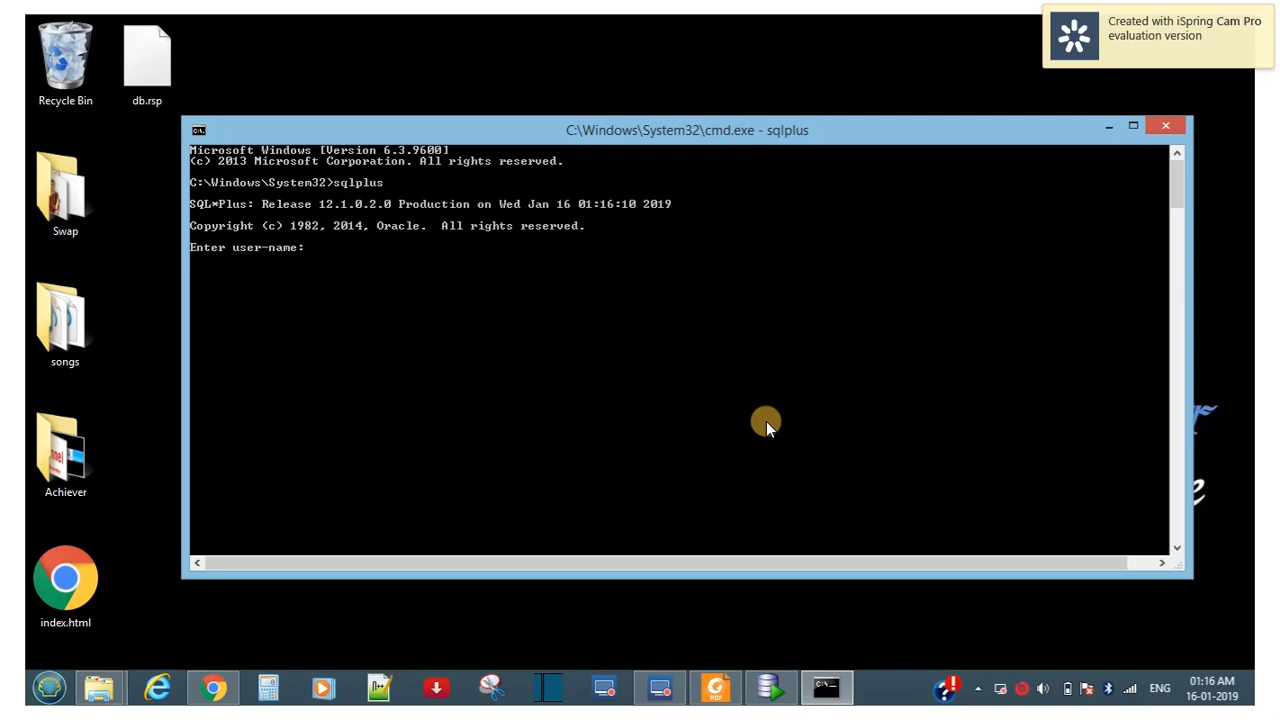 Created with iSpring Cam Pro
evaluation version
Recycle Bin
db.rsp
Swap
songs
Achiever
index.html
C:\Windows\System32\cmd.exe - sqlplus
Microsoft Windows [Version 6.3.9600]
(c) 2013 Microsoft Corporation. All rights reserved.
C:\Windows\System32>sqlplus
SQL*Plus: Release 12.1.0.2.0 Production on Wed Jan 16 01:16:10 2019
Copyright (c) 1982, 2014, Oracle.  All rights reserved.
Enter user-name:
ENG
01:16 AM
16-01-2019